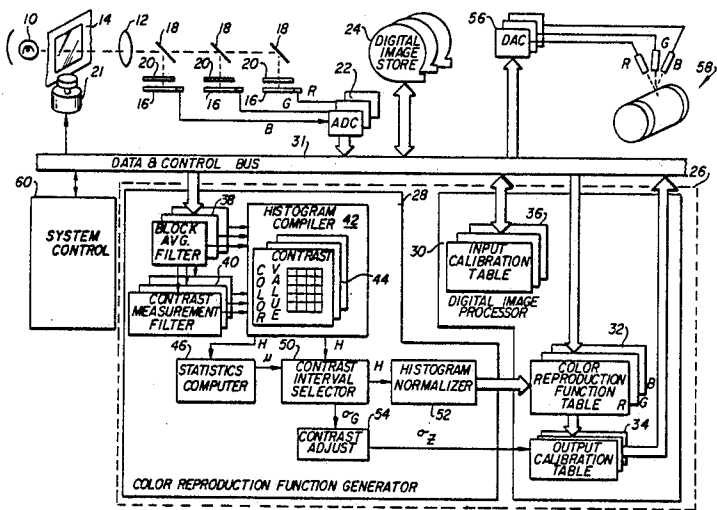 10
14
12
18
18
18
20
20
20
16
16
16
21
R
G
B
22
ADC
24
DIGITAL
IMAGE
STORE
56
DAC
R
G
B
58
DATA & CONTROL BUS
31
26
60
SYSTEM
CONTROL
38
BLOCK
AVG.
FILTER
40
CONTRAST
MEASUREMENT
FILTER
HISTOGRAM
COMPILER
42
CONTRAST
COLOR
VALUE
44
28
30
36
INPUT
CALIBRATION
TABLE
DIGITAL IMAGE
PROCESSOR
H
H
46
STATISTICS
COMPUTER
μ
50
CONTRAST
INTERVAL
SELECTOR
H
HISTOGRAM
NORMALIZER
52
σG
CONTRAST
ADJUST
54
σZ
32
COLOR
REPRODUCTION
FUNCTION
TABLE
R
G
B
34
OUTPUT
CALIBRATION
TABLE
COLOR REPRODUCTION FUNCTION GENERATOR